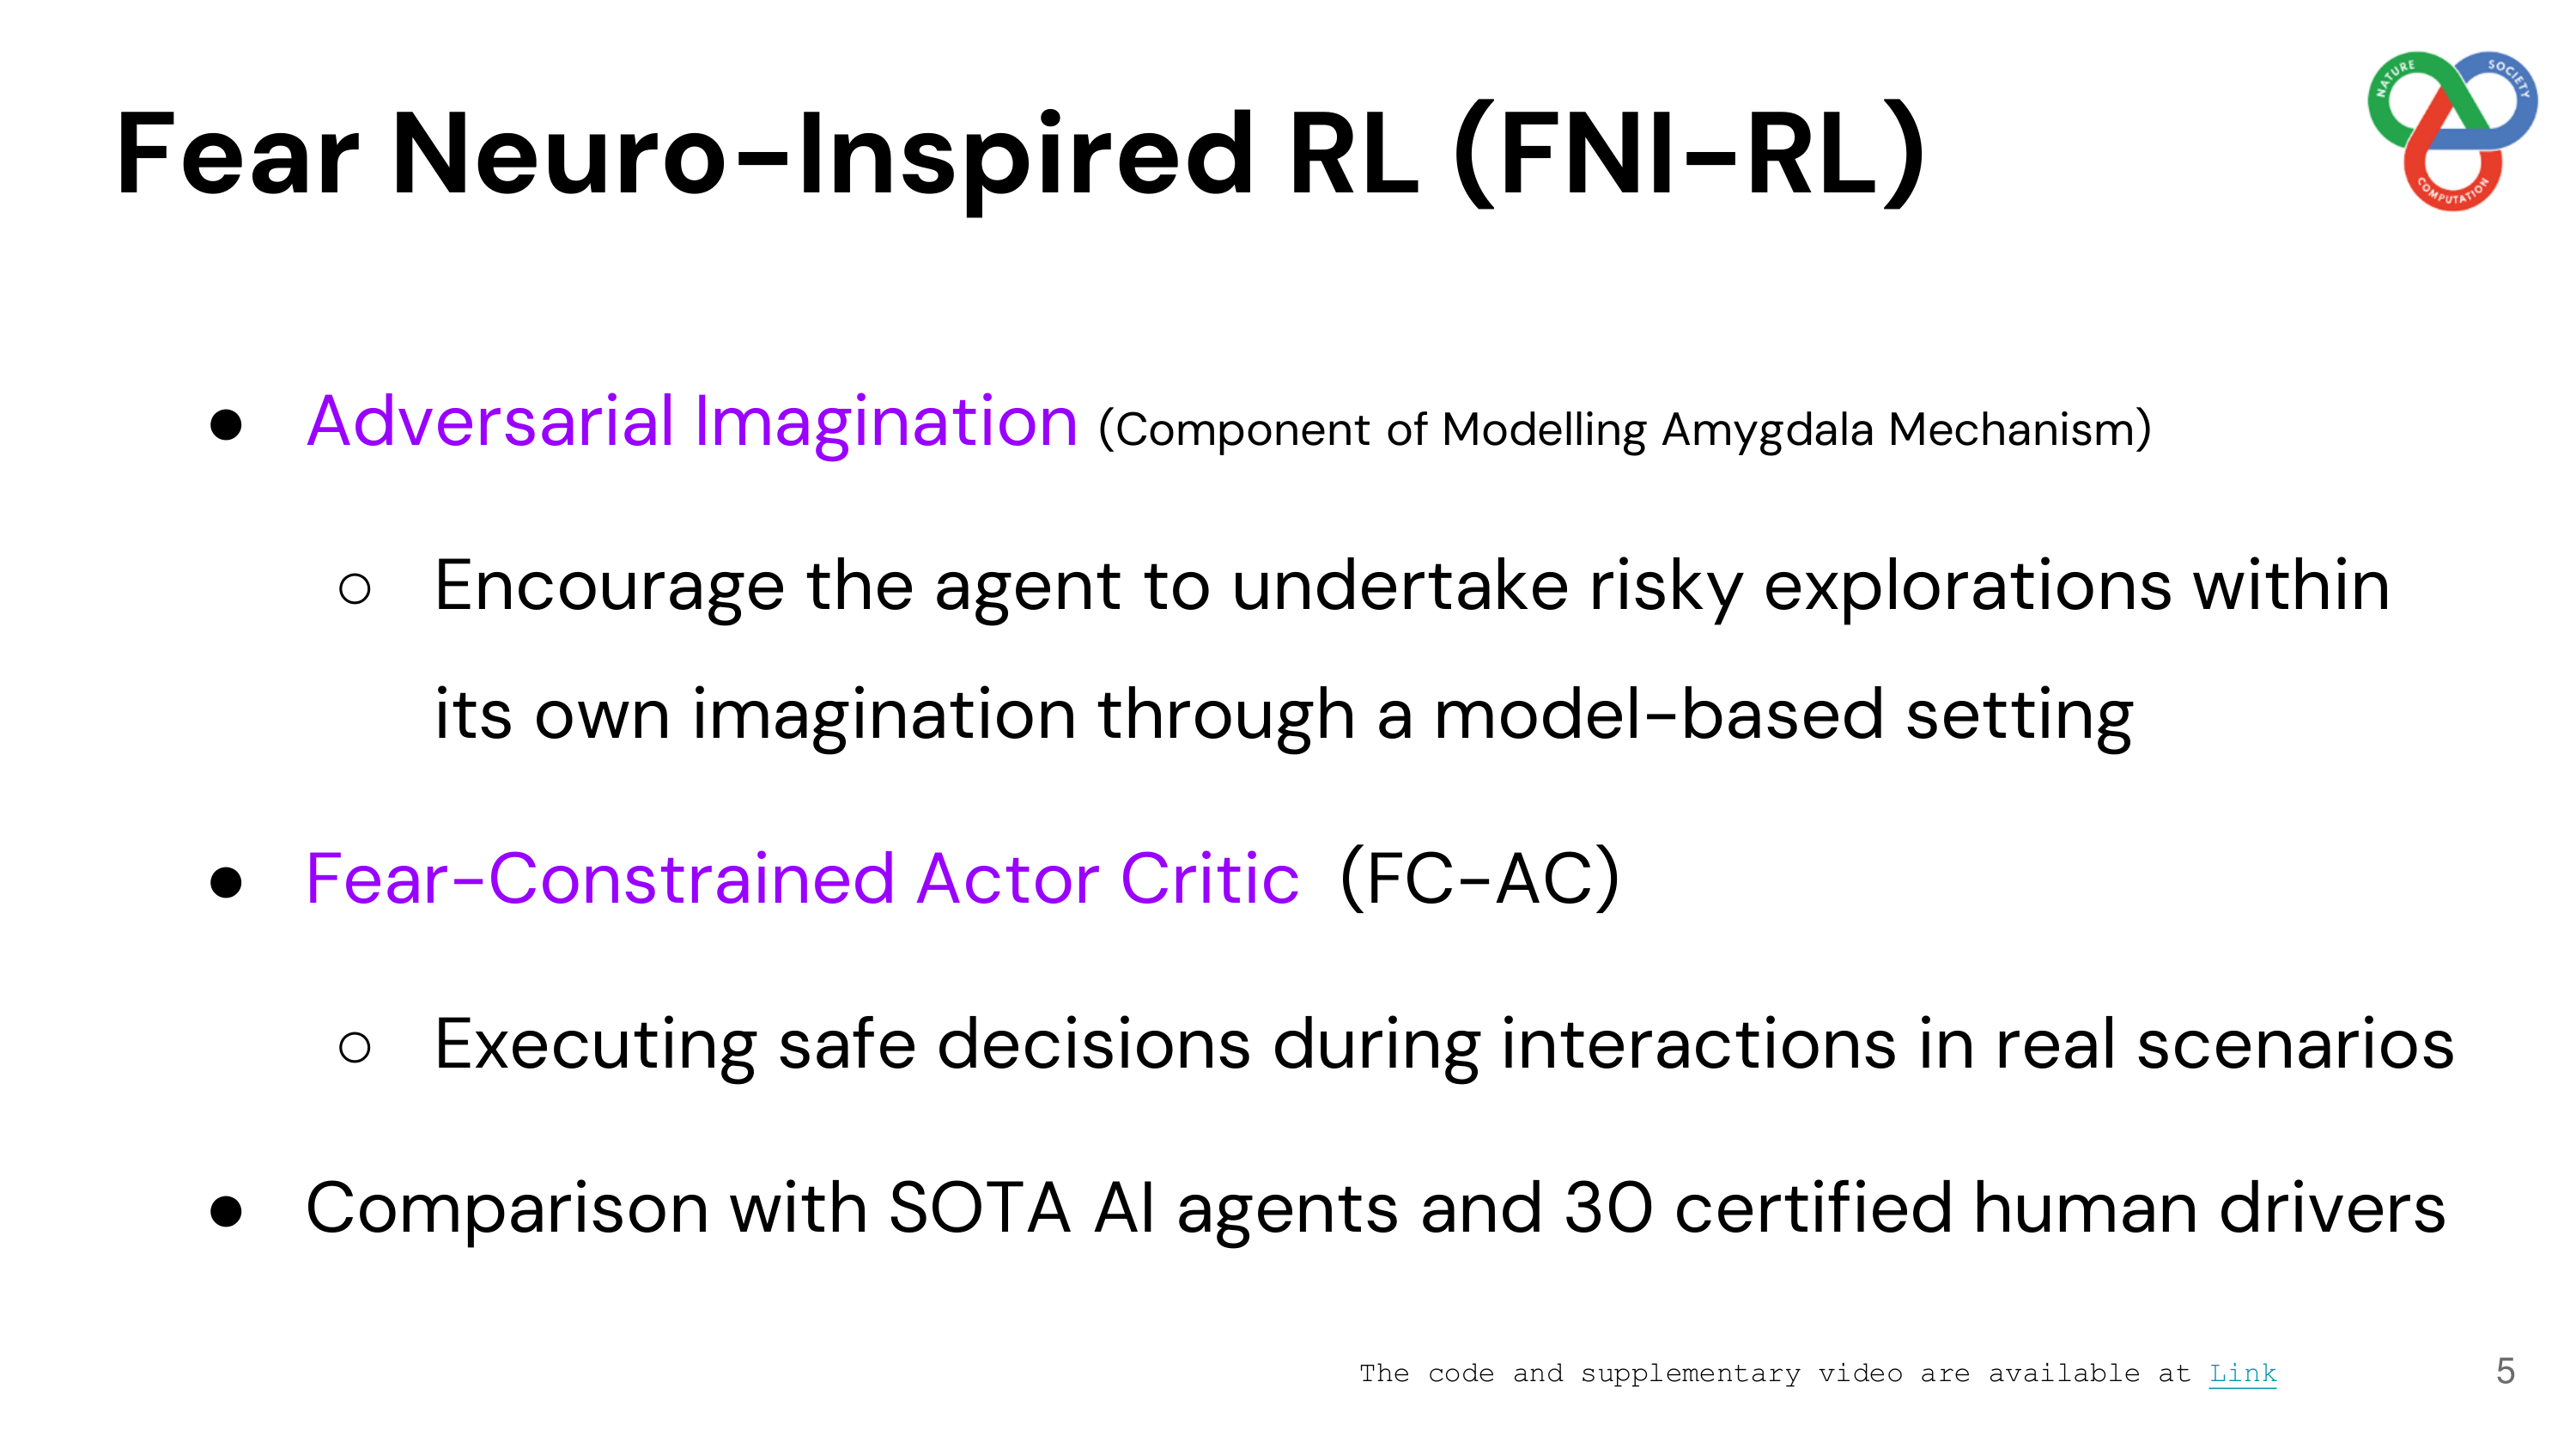 Fear Neuro-Inspired RL (FNI-RL)
NATURE
SOCIETY
COMPUTATION
● Adversarial Imagination (Component of Modelling Amygdala Mechanism)
○ Encourage the agent to undertake risky explorations within
its own imagination through a model-based setting
● Fear-Constrained Actor Critic (FC-AC)
○ Executing safe decisions during interactions in real scenarios
● Comparison with SOTA AI agents and 30 certified human drivers
The code and supplementary video are available at Link
5